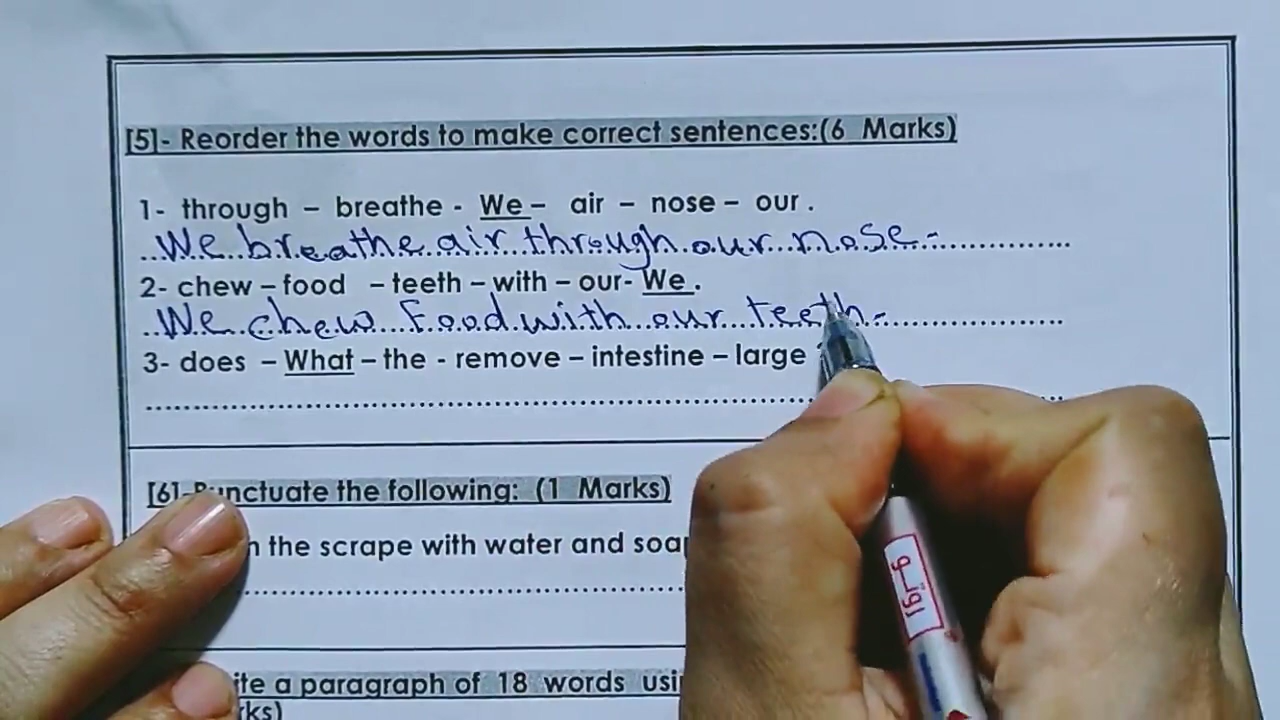 [5]- Reorder the words to make correct sentences:(6 Marks)
1- through – breathe - We – air – nose – our .
We breathe air through our nose.
2- chew – food – teeth – with – our- We .
We chew food with our teeth.
3- does – What – the - remove – intestine – large
[6]-Punctuate the following: (1 Marks)
the scrape with water and soap
a paragraph of 18 words
روتو